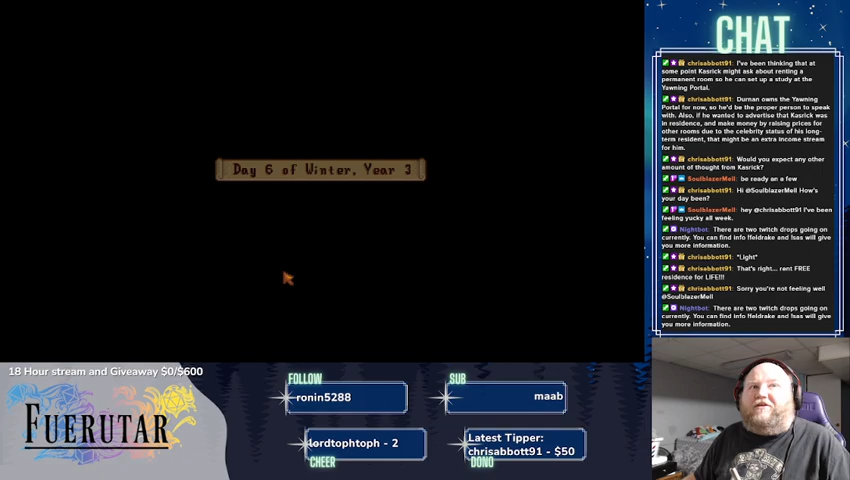 CHAT
chrisabbott91: I've been thinking that at
some point Kasrick might ask about renting a
permanent room so he can set up a study at the
Yawning Portal.
chrisabbott91: Durnan owns the Yawning
Portal for now, so he'd be the proper person to speak
with. Also, if he wanted to advertise that Kasrick was
in residence, and make money by raising prices for
other rooms due to the celebrity status of his long-
term resident, that might be an extra income stream
for him.
chrisabbott91: Would you expect any other
amount of thought from Kasrick?
SoulblazerMell: be ready an a few
chrisabbott91: Hi @SoulblazerMell How's
your day been?
SoulblazerMell: hey @chrisabbott91 I've been
feeling yucky all week.
Nightbot: There are two twitch drops going on
currently. You can find info !feldrake and !sas will give
you more information.
chrisabbott91: *Light*
chrisabbott91: That's right... rent FREE
residence for LIFE!!!
chrisabbott91: Sorry you're not feeling well
@SoulblazerMell
Nightbot: There are two twitch drops going on
currently. You can find info !feldrake and !sas will give
you more information.
Day 6 of Winter, Year 3
18 Hour stream and Giveaway $0/$600
FUERUTAR
FOLLOW
ronin5288
SUB
maab
lordtophtoph - 2
CHEER
Latest Tipper:
chrisabbott91 - $50
DONO